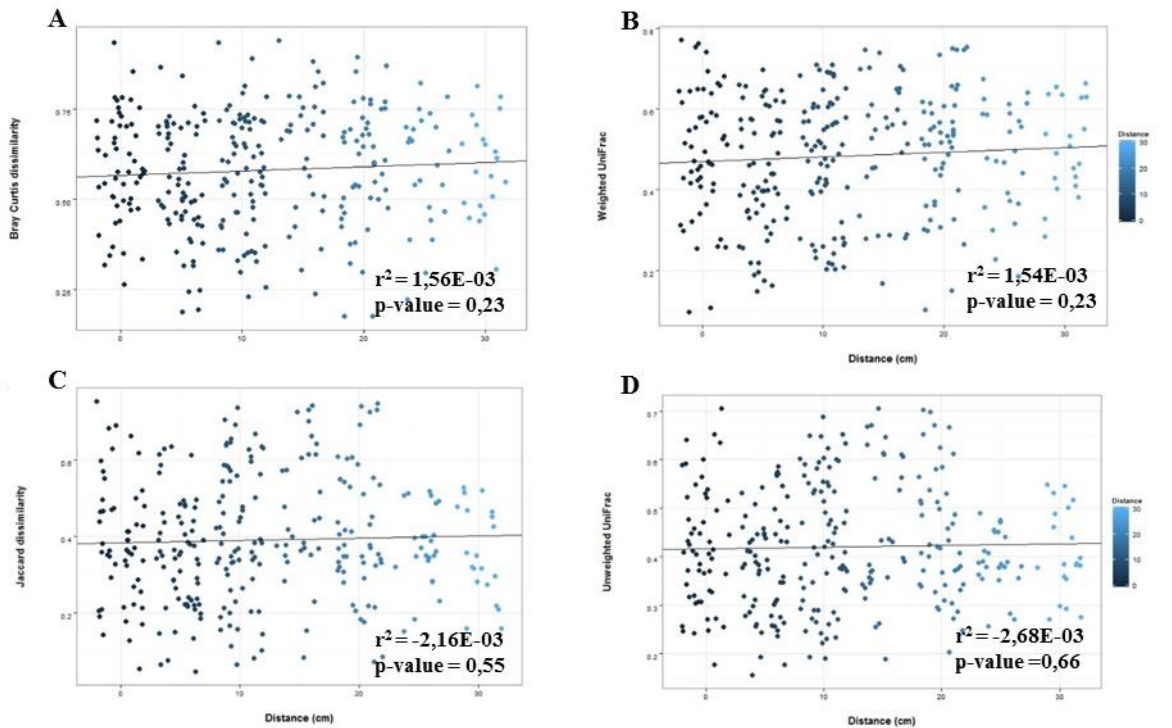 A
Bray Curtis dissimilarity
0.75
0.50
0.25
r² = 1,56E-03
p-value = 0,23
0
10
20
30
B
Weighted UniFrac
0.8
0.6
0.4
0.2
r² = 1,54E-03
p-value = 0,23
0
10
20
30
Distance (cm)
Distance
30
20
10
0
C
Jaccard dissimilarity
0.6
0.4
0.2
r² = -2,16E-03
p-value = 0,55
0
10
20
30
Distance (cm)
D
Unweighted UniFrac
0.7
0.6
0.5
0.4
0.3
0.2
r² = -2,68E-03
p-value =0,66
0
10
20
30
Distance (cm)
Distance
30
20
10
0